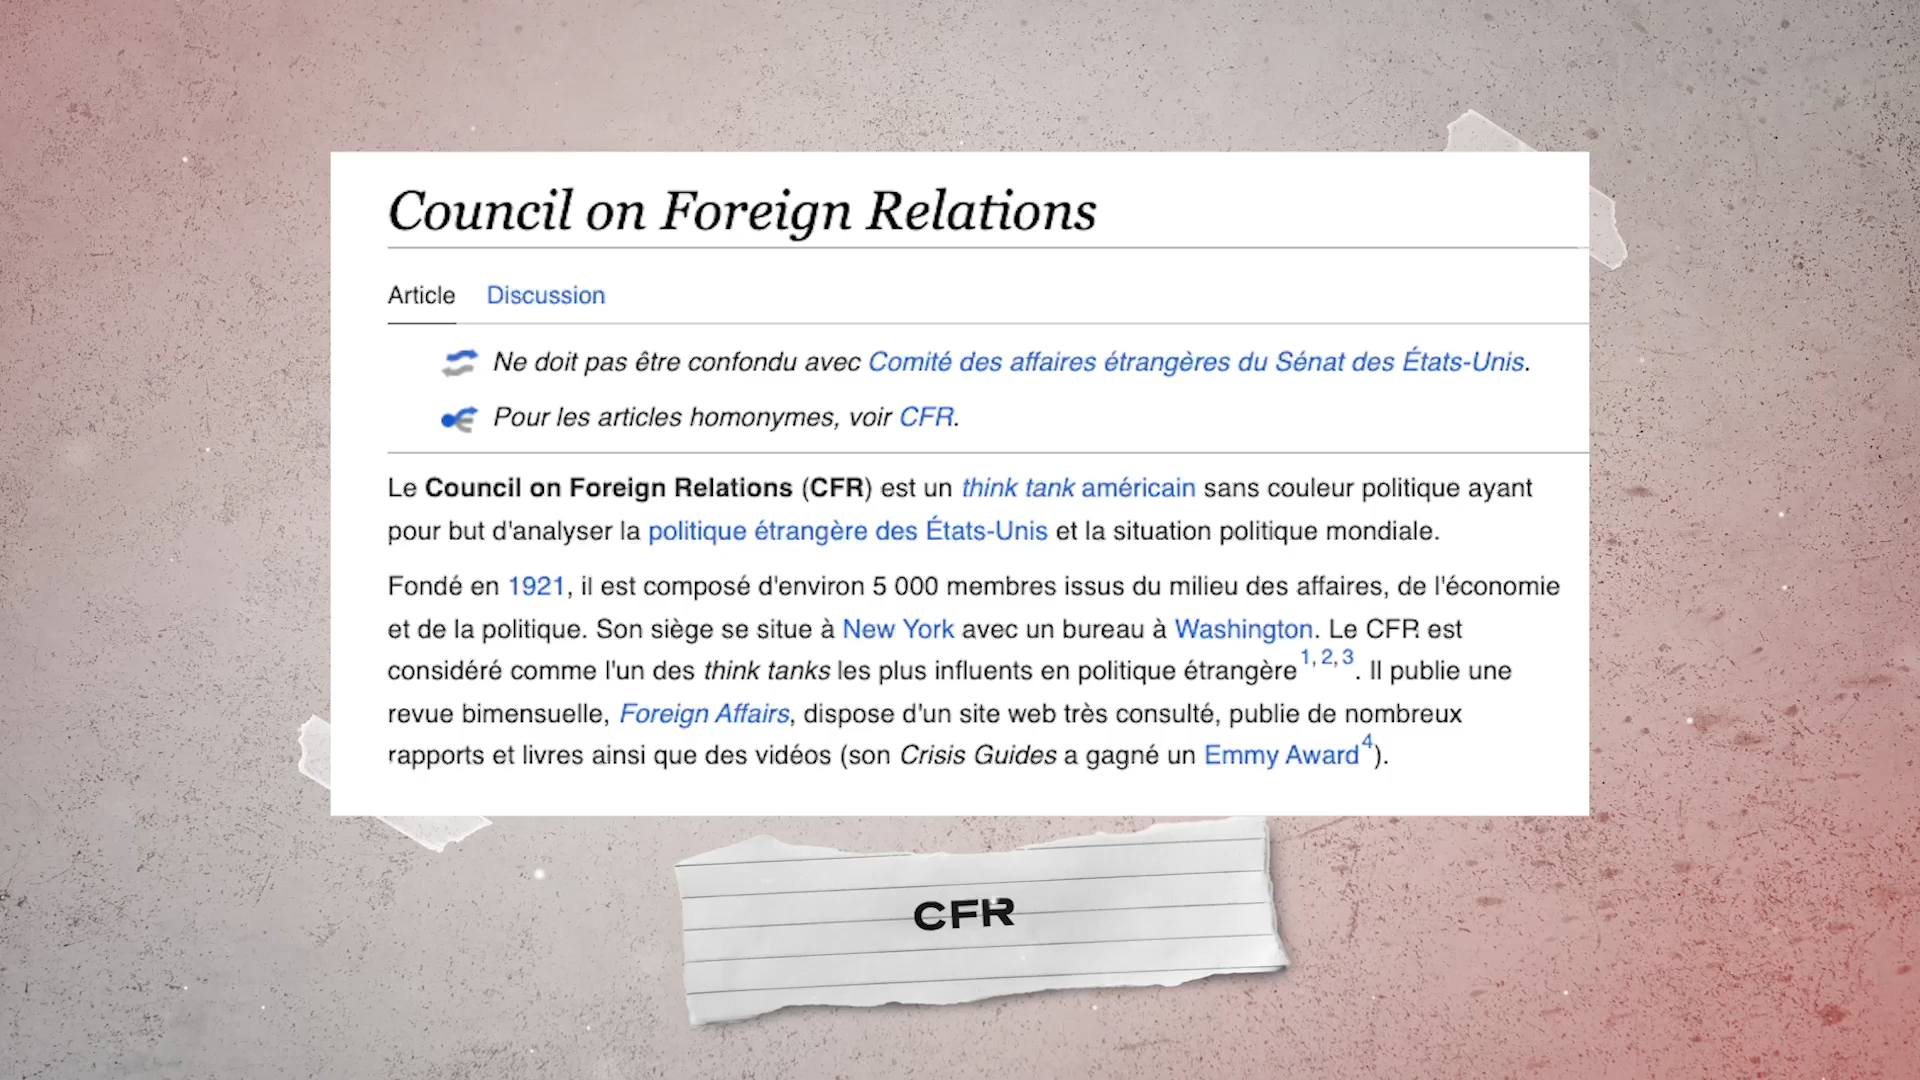 Council on Foreign Relations
Article Discussion
Ne doit pas être confondu avec Comité des affaires étrangères du Sénat des États-Unis.
Pour les articles homonymes, voir CFR.
Le Council on Foreign Relations (CFR) est un think tank américain sans couleur politique ayant
pour but d'analyser la politique étrangère des États-Unis et la situation politique mondiale.
Fondé en 1921, il est composé d'environ 5 000 membres issus du milieu des affaires, de l'économie
et de la politique. Son siège se situe à New York avec un bureau à Washington. Le CFR est
considéré comme l'un des think tanks les plus influents en politique étrangère 1, 2, 3. Il publie une
revue bimensuelle, Foreign Affairs, dispose d'un site web très consulté, publie de nombreux
rapports et livres ainsi que des vidéos (son Crisis Guides a gagné un Emmy Award 4).
CFR